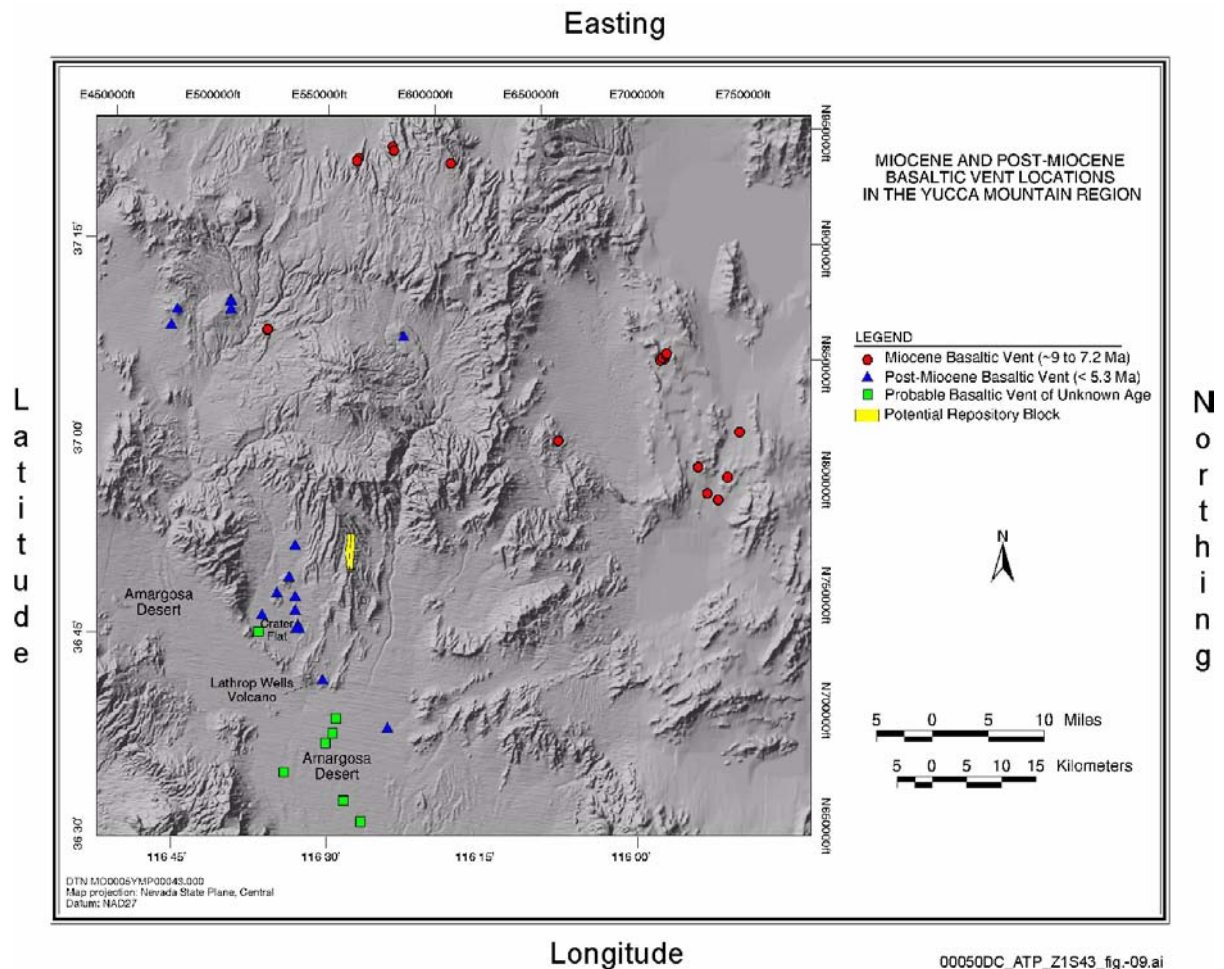 Easting
E450000ft E500000ft E550000ft E600000ft E650000ft E700000ft E750000ft
MIOCENE AND POST-MIOCENE
BASALTIC VENT LOCATIONS
IN THE YUCCA MOUNTAIN REGION
37 15'
37 00'
36 45'
36 30'
N900000ft
N800000ft
N750000ft
N700000ft
N650000ft
LEGEND
Miocene Basaltic Vent (~9 to 7.2 Ma)
Post-Miocene Basaltic Vent (< 5.3 Ma)
Probable Basaltic Vent of Unknown Age
Potential Repository Block
Latitude
Northing
N
Amargosa
Desert
Crater
Flat
Lathrop Wells
Volcano
Amargosa
Desert
5 0 5 10 Miles
5 0 5 10 15 Kilometers
116 45' 116 30' 116 15' 116 00'
Map projection: Nevada State Plane, Central
Datum: NAD27
Longitude
00050DC_ATP_Z1S43_fig.-09.ai